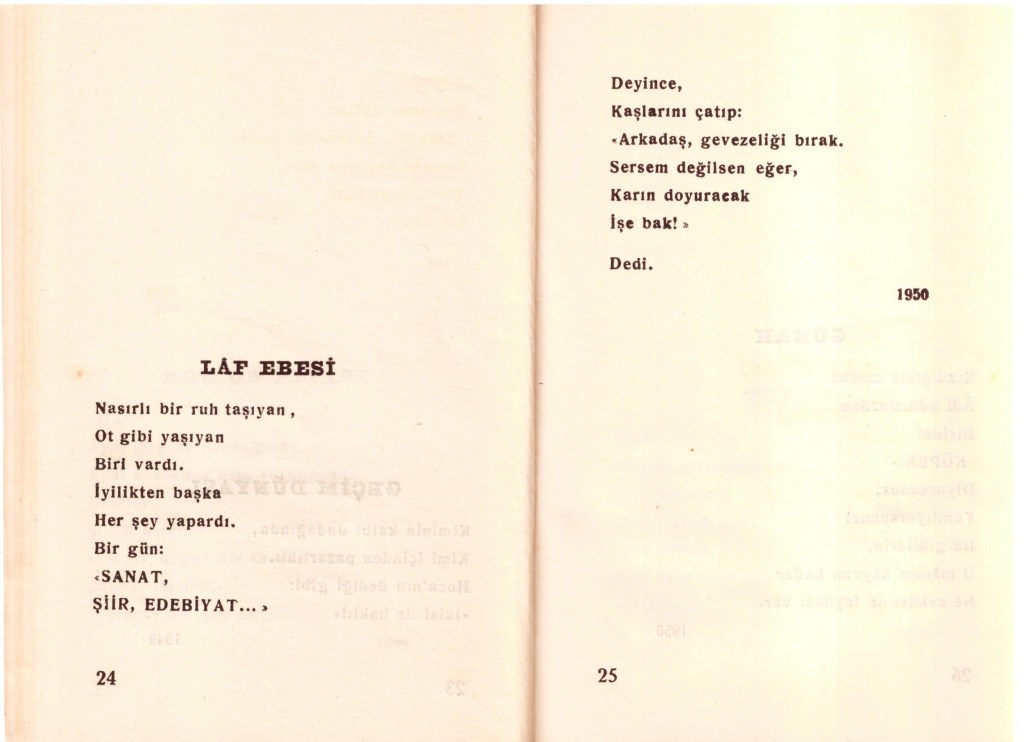 LÂF EBESİ
Nasırlı bir ruh taşıyan,
Ot gibi yaşıyan
Biri vardı.
İyilikten başka
Her şey yapardı.
Bir gün:
«SANAT,
ŞİİR, EDEBİYAT... »
24
Deyince,
Kaşlarını çatıp:
«Arkadaş, gevezeliği bırak.
Sersem değilsen eğer,
Karın doyuracak
İşe bak! »
Dedi.
1950
25